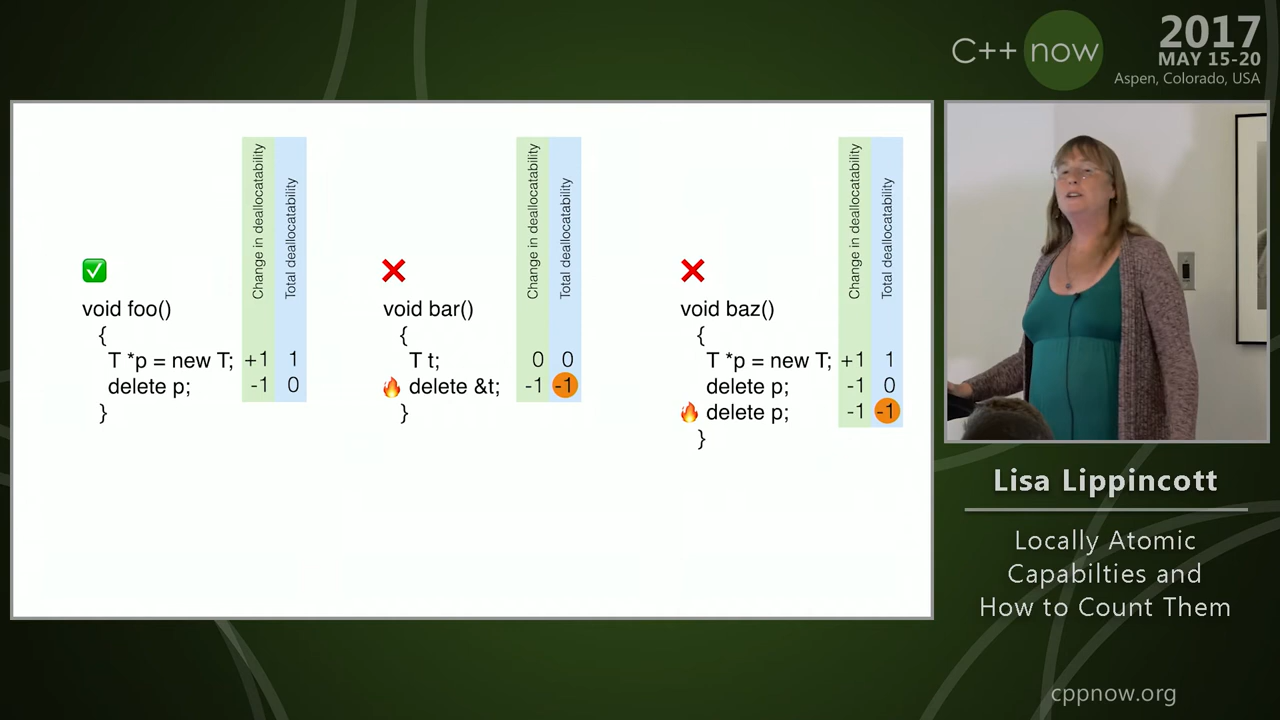 C++ now
2017
MAY 15-20
Aspen, Colorado, USA
Change in deallocatability
Total deallocatability
✅
void foo()
{
T *p = new T; +1 1
delete p; -1 0
}
Change in deallocatability
Total deallocatability
❌
void bar()
{
T t; 0 0
🔥 delete &t; -1 -1
}
Change in deallocatability
Total deallocatability
❌
void baz()
{
T *p = new T; +1 1
delete p; -1 0
🔥 delete p; -1 -1
}
Lisa Lippincott
Locally Atomic
Capabilties and
How to Count Them
cppnow.org